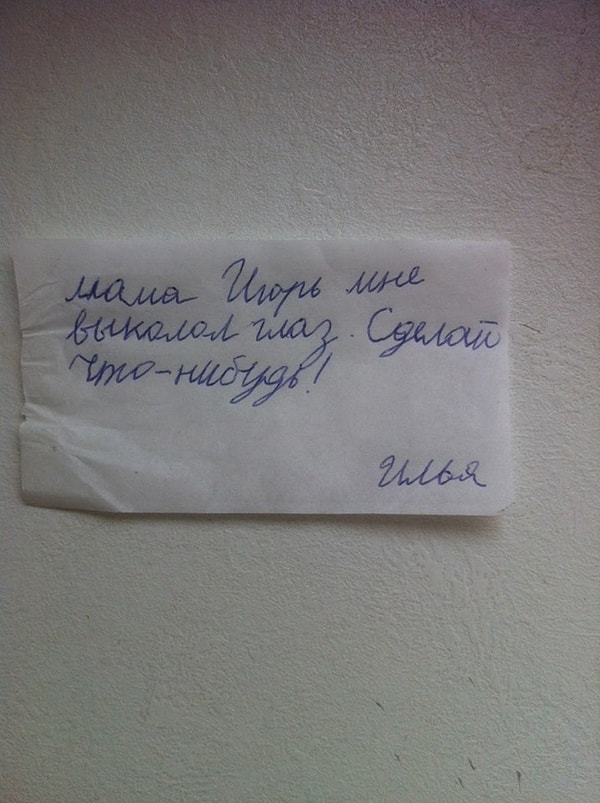 мама Игорь мне
выколол глаз. Сделай
что-нибудь!
Илья